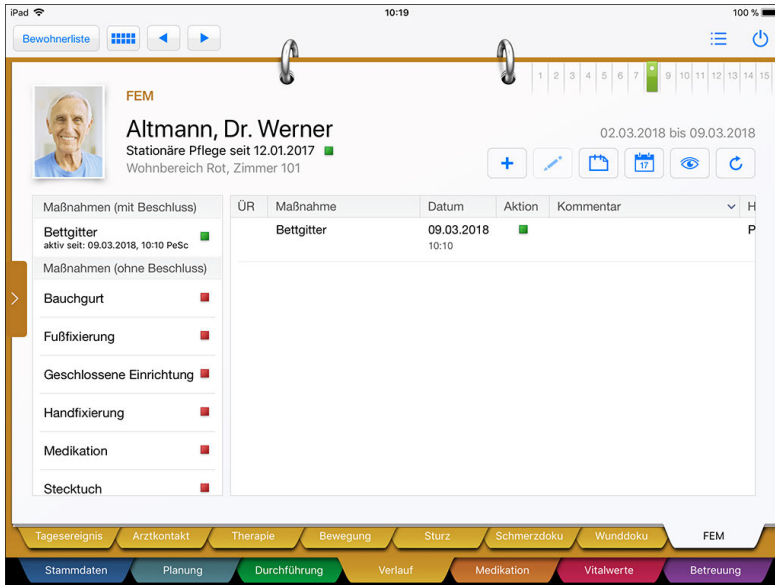 iPad 10:19 100 %
Bewohnerliste
1 2 3 4 5 6 7 9 10 11 12 13 14 15
FEM
Altmann, Dr. Werner
Stationäre Pflege seit 12.01.2017
Wohnbereich Rot, Zimmer 101
02.03.2018 bis 09.03.2018
17
Maßnahmen (mit Beschluss)
Bettgitter
aktiv seit: 09.03.2018, 10:10 PeSc
Maßnahmen (ohne Beschluss)
Bauchgurt
Fußfixierung
Geschlossene Einrichtung
Handfixierung
Medikation
Stecktuch
ÜR Maßnahme Datum Aktion Kommentar H
Bettgitter 09.03.2018 P
10:10
Tagesereignis Arztkontakt Therapie Bewegung Sturz Schmerzdoku Wunddoku FEM
Stammdaten Planung Durchführung Verlauf Medikation Vitalwerte Betreuung